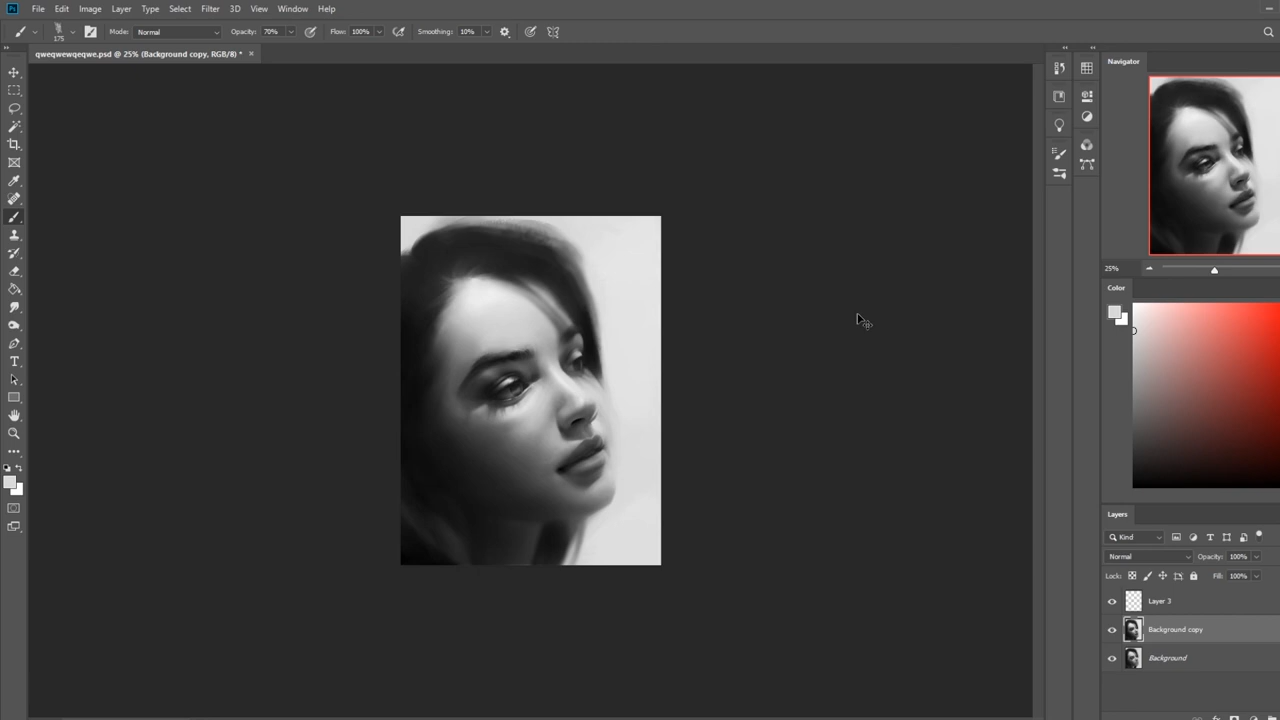 Ps File Edit Image Layer Type Select Filter 3D View Window Help
175 Mode: Normal Opacity: 70% Flow: 100% Smoothing: 10%
qweqwewqeqwe.psd @ 25% (Background copy, RGB/8) * ×
Navigator
25%
Color
Layers
Kind
Normal Opacity: 100%
Lock: Fill: 100%
Layer 3
Background copy
Background